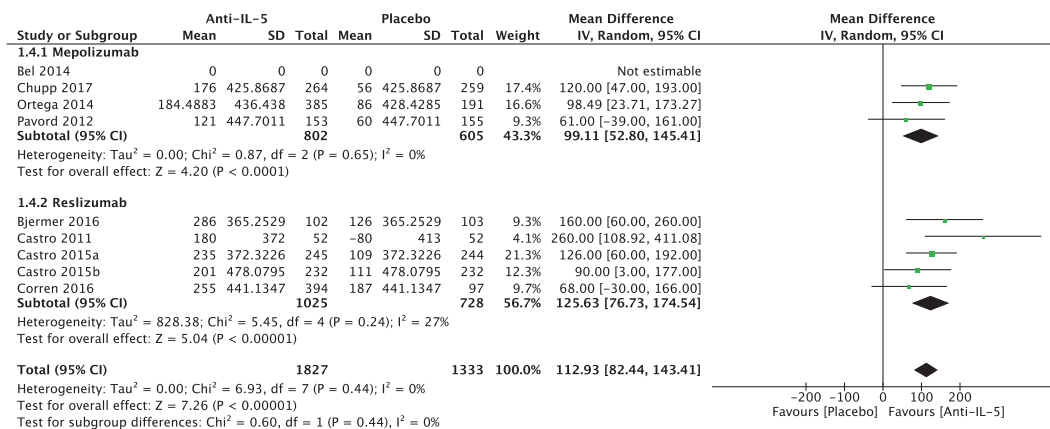 Anti-IL-5 Placebo Mean Difference Mean Difference
Study or Subgroup Mean SD Total Mean SD Total Weight IV, Random, 95% CI IV, Random, 95% CI
1.4.1 Mepolizumab
Bel 2014 0 0 0 0 0 0 Not estimable
Chupp 2017 176 425.8687 264 56 425.8687 259 17.4% 120.00 [47.00, 193.00]
Ortega 2014 184.4883 436.438 385 86 428.4285 191 16.6% 98.49 [23.71, 173.27]
Pavord 2012 121 447.7011 153 60 447.7011 155 9.3% 61.00 [-39.00, 161.00]
Subtotal (95% CI) 802 605 43.3% 99.11 [52.80, 145.41]
Heterogeneity: Tau² = 0.00; Chi² = 0.87, df = 2 (P = 0.65); I² = 0%
Test for overall effect: Z = 4.20 (P < 0.0001)
1.4.2 Reslizumab
Bjermer 2016 286 365.2529 102 126 365.2529 103 9.3% 160.00 [60.00, 260.00]
Castro 2011 180 372 52 -80 413 52 4.1% 260.00 [108.92, 411.08]
Castro 2015a 235 372.3226 245 109 372.3226 244 21.3% 126.00 [60.00, 192.00]
Castro 2015b 201 478.0795 232 111 478.0795 232 12.3% 90.00 [3.00, 177.00]
Corren 2016 255 441.1347 394 187 441.1347 97 9.7% 68.00 [-30.00, 166.00]
Subtotal (95% CI) 1025 728 56.7% 125.63 [76.73, 174.54]
Heterogeneity: Tau² = 828.38; Chi² = 5.45, df = 4 (P = 0.24); I² = 27%
Test for overall effect: Z = 5.04 (P < 0.00001)
Total (95% CI) 1827 1333 100.0% 112.93 [82.44, 143.41]
Heterogeneity: Tau² = 0.00; Chi² = 6.93, df = 7 (P = 0.44); I² = 0%
Test for overall effect: Z = 7.26 (P < 0.00001)
Test for subgroup differences: Chi² = 0.60, df = 1 (P = 0.44), I² = 0%
-200 -100 0 100 200
Favours [Placebo] Favours [Anti-IL-5]